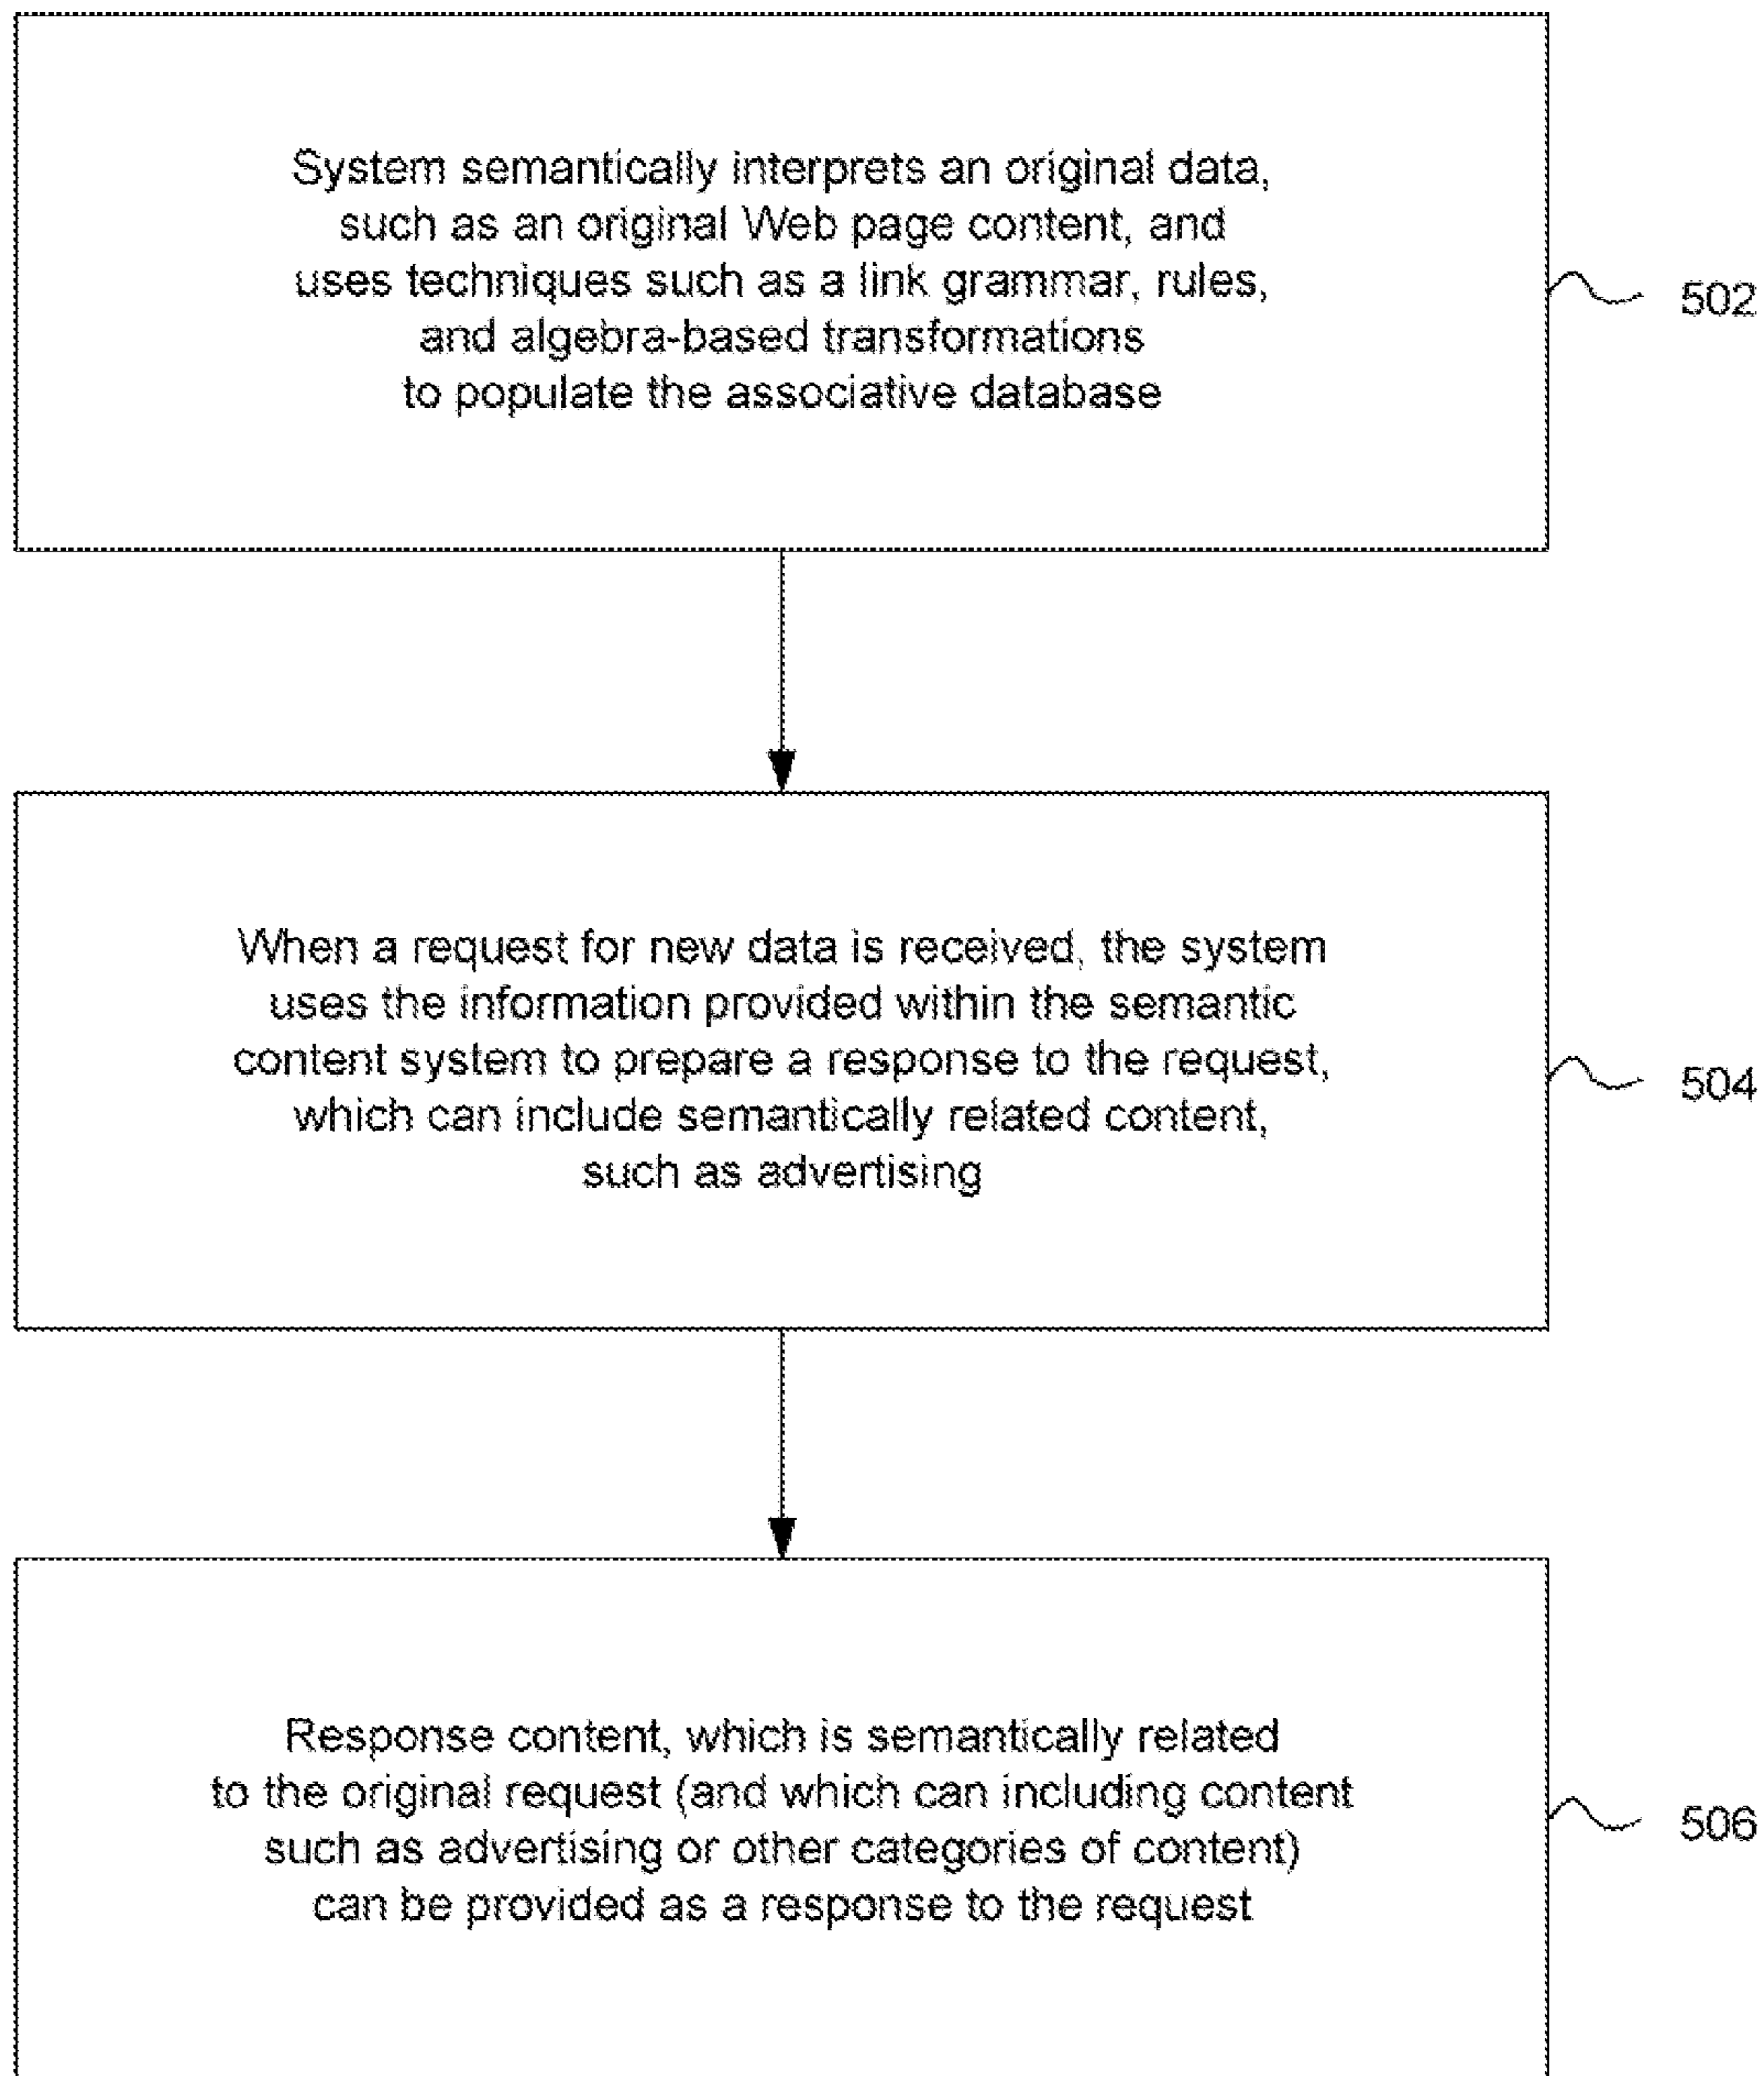 System semantically interprets an original data,
such as an original Web page content, and
uses techniques such as a link grammar, rules,
and algebra-based transformations
to populate the associative database
502
When a request for new data is received, the system
uses the information provided within the semantic
content system to prepare a response to the request,
which can include semantically related content,
such as advertising
504
Response content, which is semantically related
to the original request (and which can including content
such as advertising or other categories of content)
can be provided as a response to the request
506